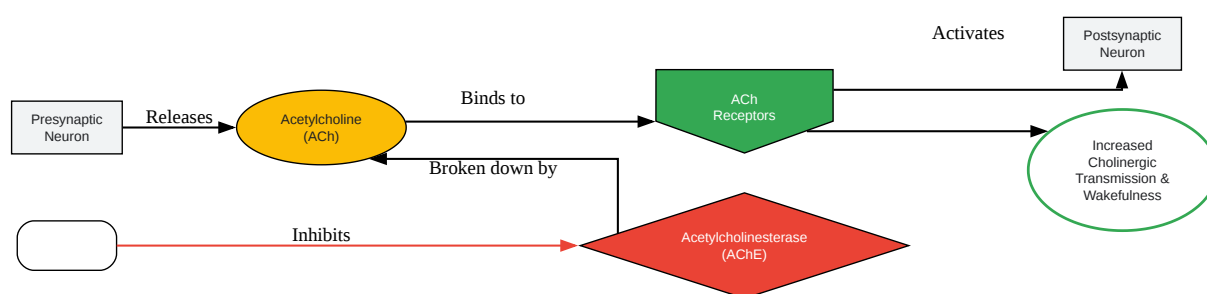 Activates
Postsynaptic
Neuron
Binds to
ACh
Receptors
Presynaptic
Neuron
Releases
Acetylcholine
(ACh)
Broken down by
Increased
Cholinergic
Transmission &
Wakefulness
Inhibits
Acetylcholinesterase
(AChE)